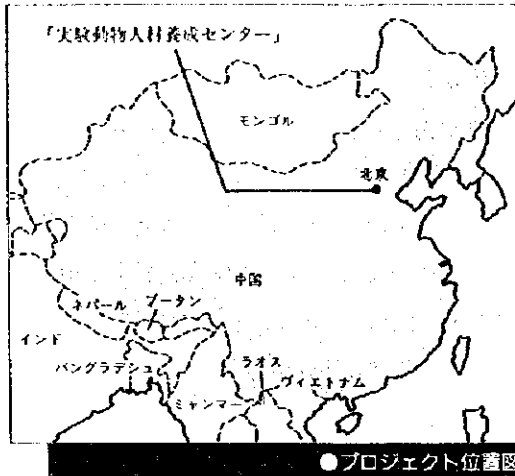 「実験動物人材養成センター」
モンゴル
北京
中国
ネパール
ブータン
インド
バングラデシュ
ラオス
ヴィエトナム
ミャンマー
●プロジェクト位置図